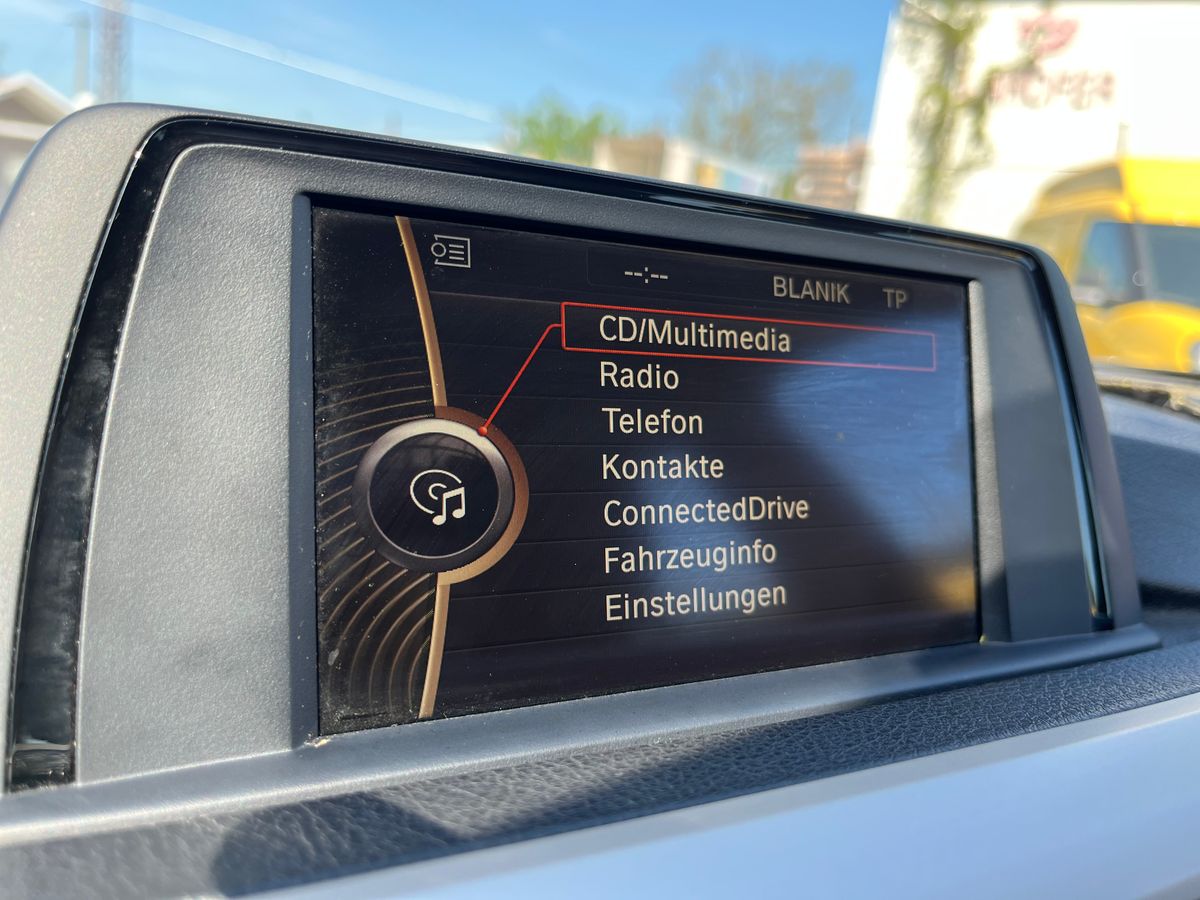 --:-- BLANIK TP
CD/Multimedia
Radio
Telefon
Kontakte
ConnectedDrive
Fahrzeuginfo
Einstellungen